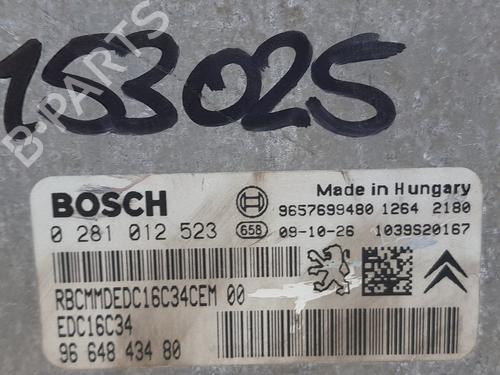 153025
B-PARTS
BOSCH
Made in Hungary
9657699480 1264 2180
0 281 012 523
658
09-10-26 1039S20167
RBCMMDEDC16C34CEM 00
EDC16C34
96 648 434 80